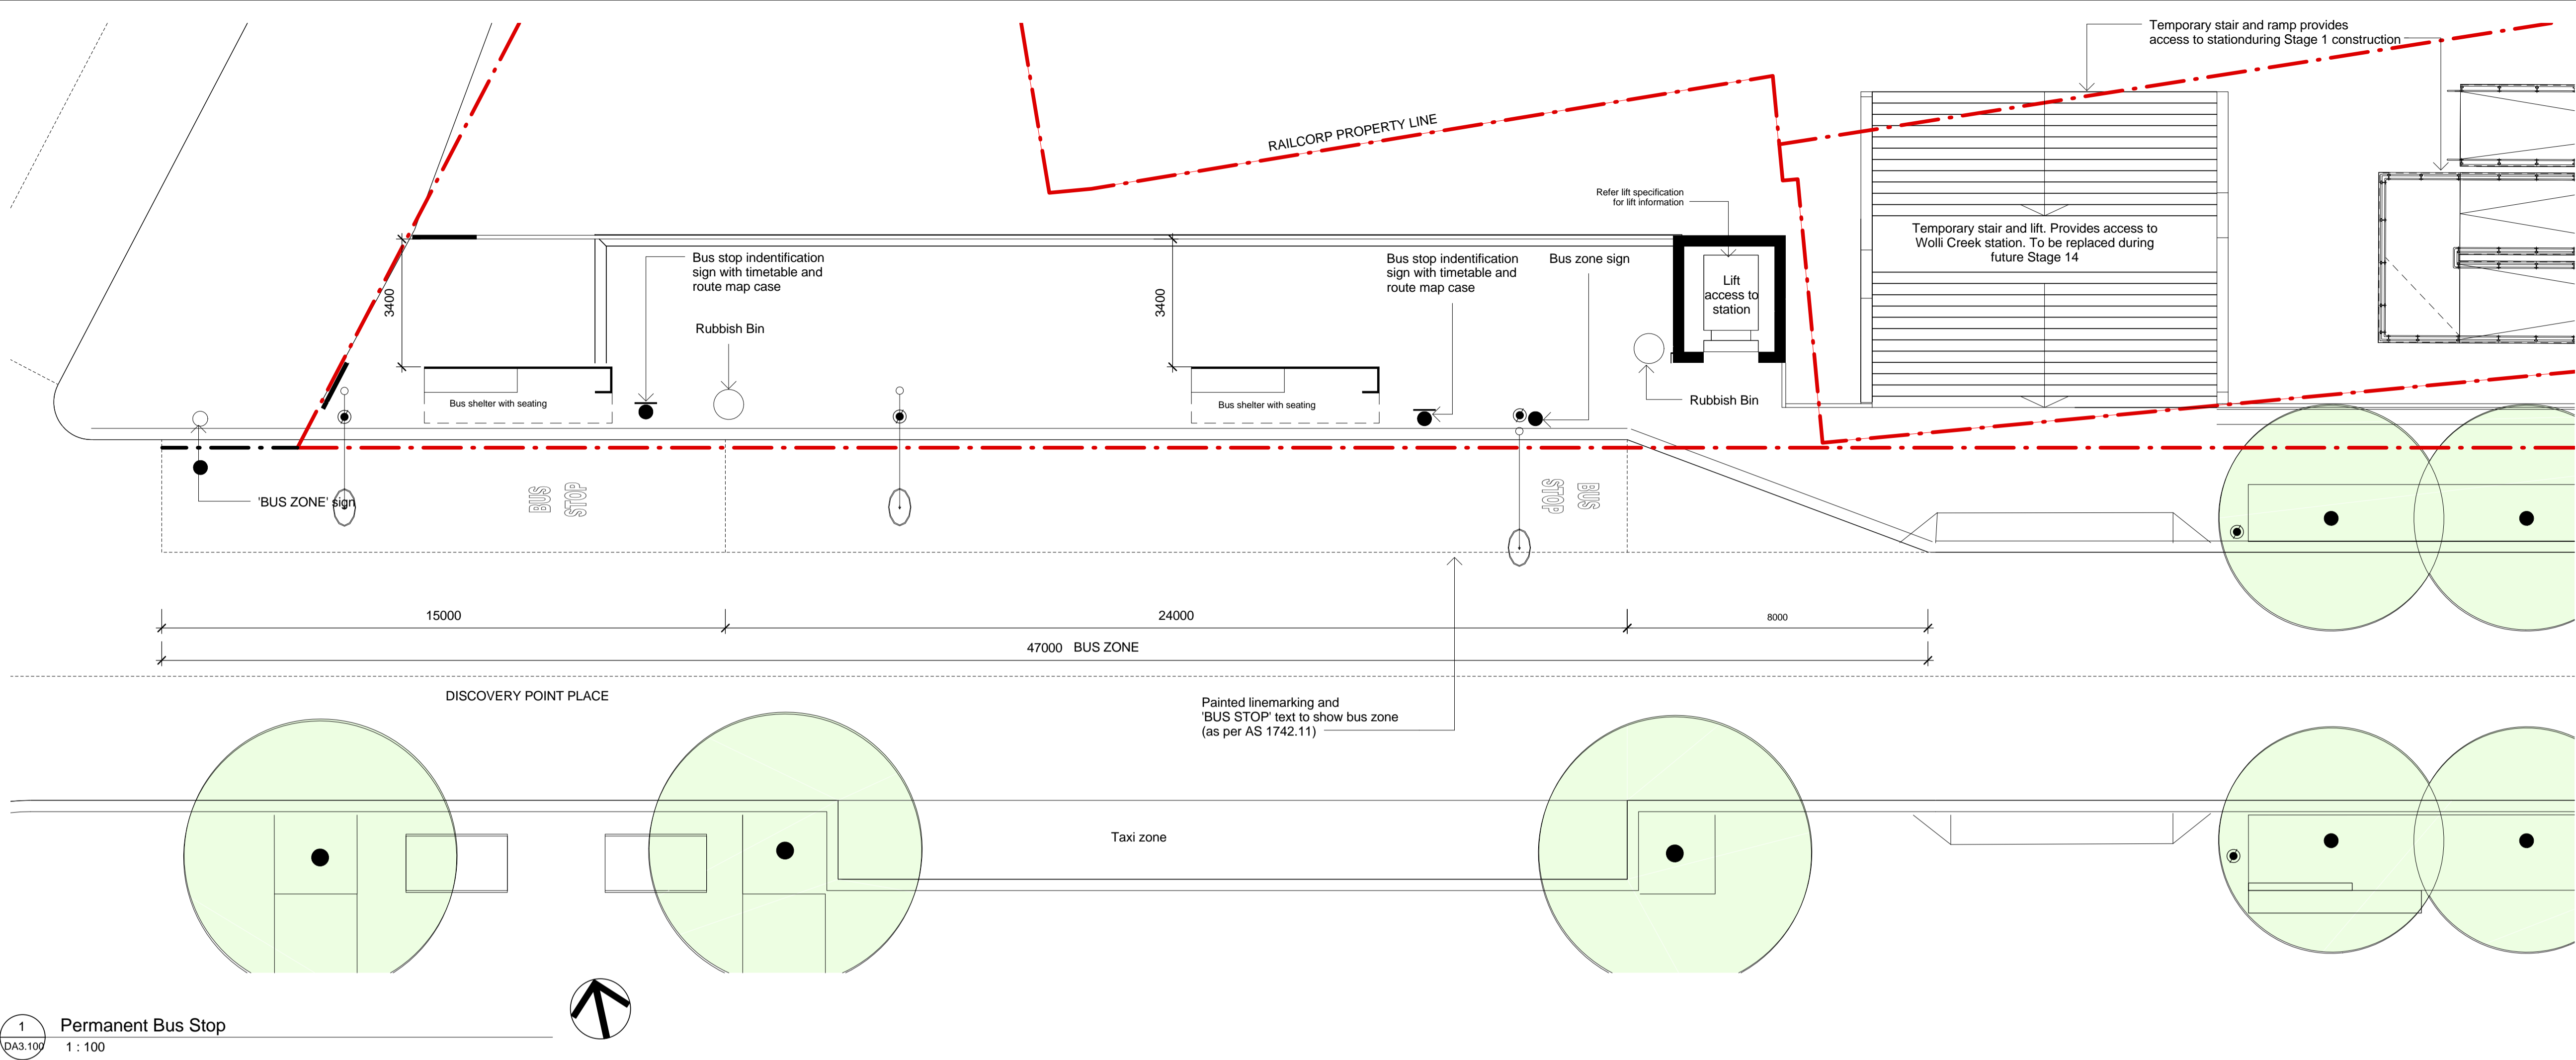 Temporary stair and ramp provides
access to stationduring Stage 1 construction
RAILCORP PROPERTY LINE
Refer lift specification
for lift information
Temporary stair and lift. Provides access to
Wolli Creek station. To be replaced during
future Stage 14
Bus stop indentification
sign with timetable and
route map case
Bus stop indentification
sign with timetable and
route map case
Bus zone sign
Lift
access to
station
3400
3400
Rubbish Bin
Rubbish Bin
Bus shelter with seating
Bus shelter with seating
'BUS ZONE' sign
BUS
STOP
BUS
STOP
15000
24000
8000
47000 BUS ZONE
DISCOVERY POINT PLACE
Painted linemarking and
'BUS STOP' text to show bus zone
(as per AS 1742.11)
Taxi zone
1
DA3.100
Permanent Bus Stop
1 : 100